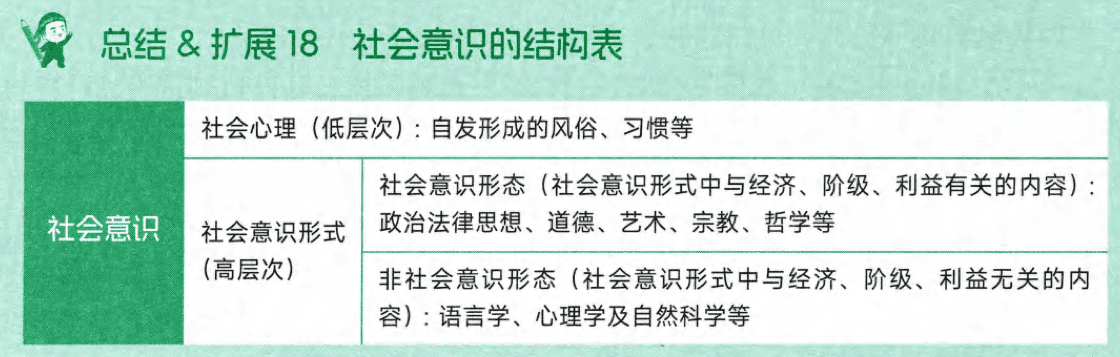 总结 & 扩展 18 社会意识的结构表
社会意识
社会心理（低层次）：自发形成的风俗、习惯等
社会意识形式
（高层次）
社会意识形态（社会意识形式中与经济、阶级、利益有关的内容）：
政治法律思想、道德、艺术、宗教、哲学等
非社会意识形态（社会意识形式中与经济、阶级、利益无关的内
容）：语言学、心理学及自然科学等